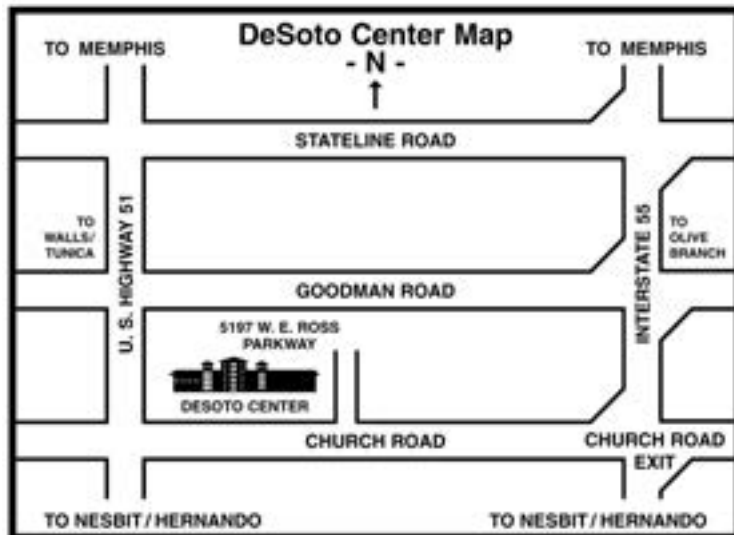 DeSoto Center Map
- N -
TO MEMPHIS
TO MEMPHIS
STATELINE ROAD
U. S. HIGHWAY 51
INTERSTATE 55
TO
WALLS/
TUNICA
TO
OLIVE
BRANCH
GOODMAN ROAD
5197 W. E. ROSS
PARKWAY
DESOTO CENTER
CHURCH ROAD
CHURCH ROAD
EXIT
TO NESBIT / HERNANDO
TO NESBIT / HERNANDO